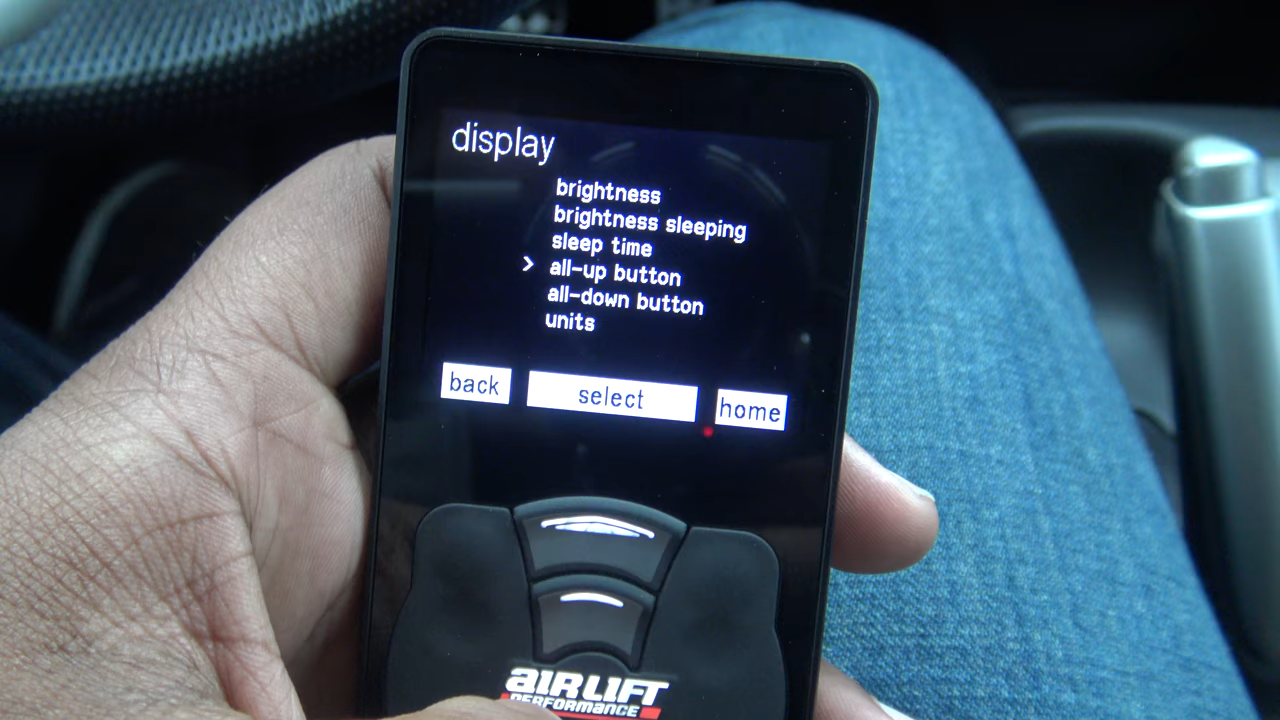 display
brightness
brightness sleeping
sleep time
> all-up button
all-down button
units
back select home
AIRLIFT
PERFORMANCE